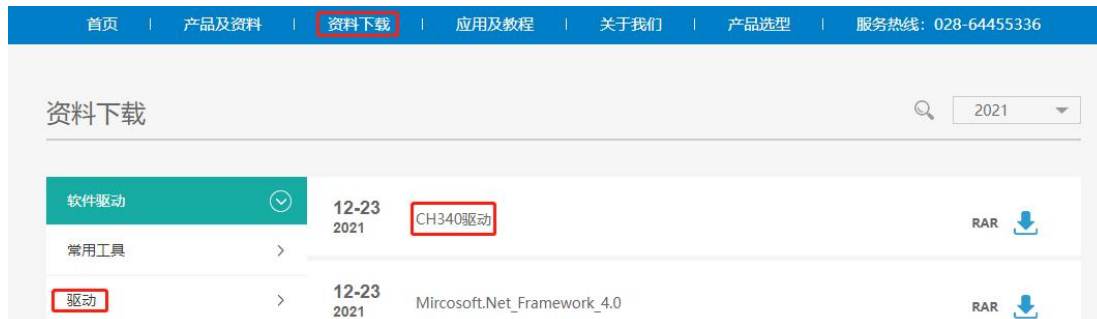 首页 | 产品及资料 | 资料下载 | 应用及教程 | 关于我们 | 产品选型 | 服务热线：028-64455336
资料下载
2021
软件驱动
常用工具
驱动
12-23
2021
CH340驱动
RAR
12-23
2021
Mircosoft.Net_Framework_4.0
RAR